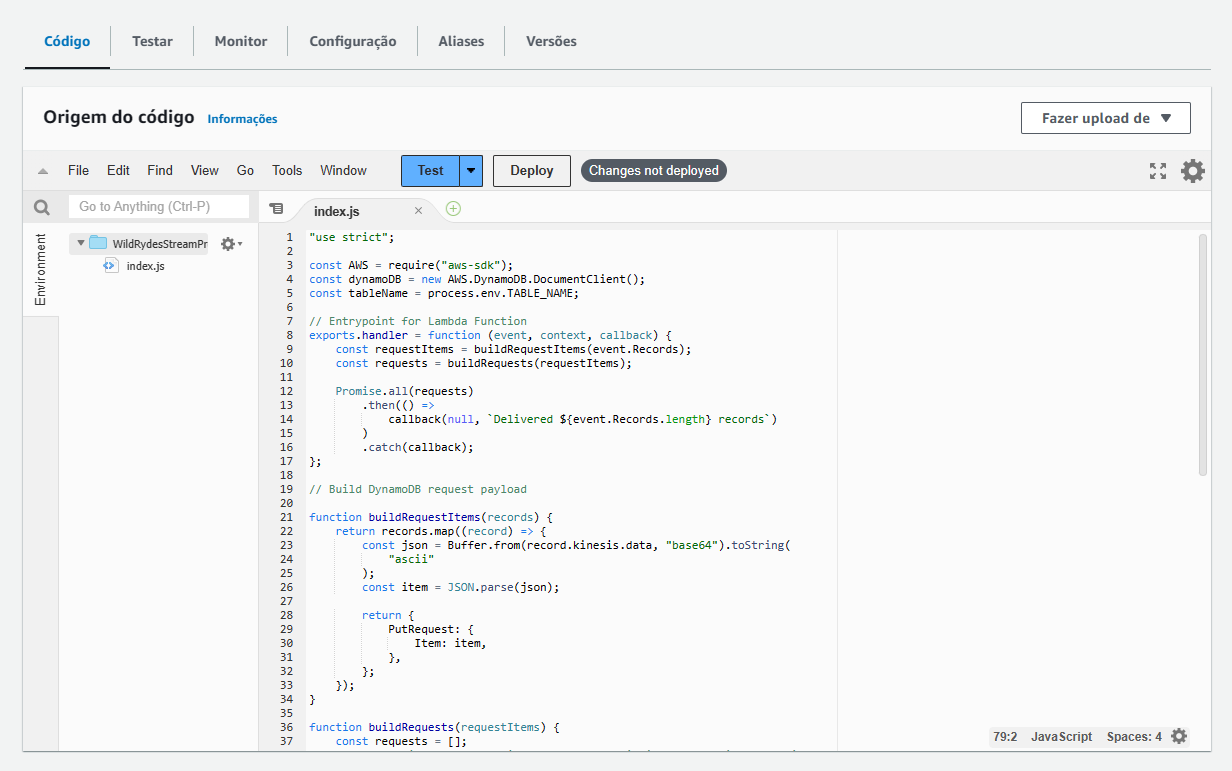 Código Testar Monitor Configuração Aliases Versões
Origem do código Informações Fazer upload de
File Edit Find View Go Tools Window Test Deploy Changes not deployed
Go to Anything (Ctrl-P) index.js
Environment
WildRydesStreamPr
index.js
1 "use strict";
2
3 const AWS = require("aws-sdk");
4 const dynamoDB = new AWS.DynamoDB.DocumentClient();
5 const tableName = process.env.TABLE_NAME;
6
7 // Entrypoint for Lambda Function
8 exports.handler = function (event, context, callback) {
9     const requestItems = buildRequestItems(event.Records);
10     const requests = buildRequests(requestItems);
11
12     Promise.all(requests)
13         .then(() =>
14             callback(null, `Delivered ${event.Records.length} records`)
15         )
16         .catch(callback);
17 };
18
19 // Build DynamoDB request payload
20
21 function buildRequestItems(records) {
22     return records.map((record) => {
23         const json = Buffer.from(record.kinesis.data, "base64").toString(
24             "ascii"
25         );
26         const item = JSON.parse(json);
27
28         return {
29             PutRequest: {
30                 Item: item,
31             },
32         };
33     });
34 }
35
36 function buildRequests(requestItems) {
37     const requests = [];
79:2 JavaScript Spaces: 4